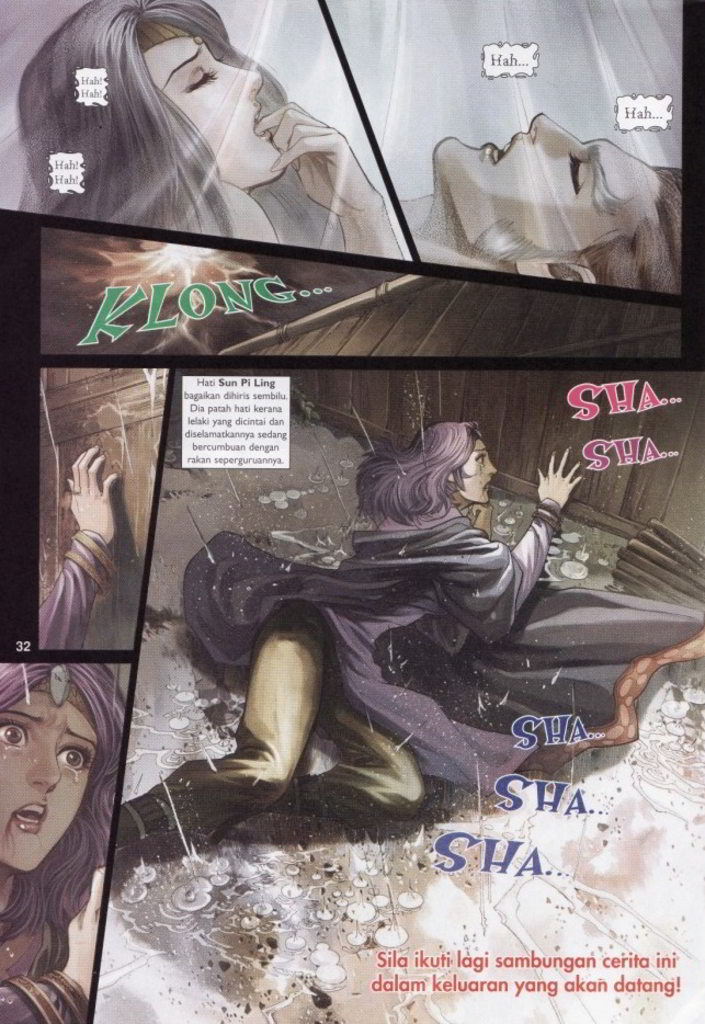 Hah!
Hah!
Hah!
Hah!
Hah...
Hah...
KLONG...
Hati Sun Pi Ling
bagaikan dihiris sembilu.
Dia patah hati kerana
lelaki yang dicintai dan
diselamatkannya sedang
bercumbuan dengan
rakan seperguruannya.
SHA...
SHA...
32
SHA...
SHA...
SHA...
Sila ikuti lagi sambungan cerita ini
dalam keluaran yang akan datang!